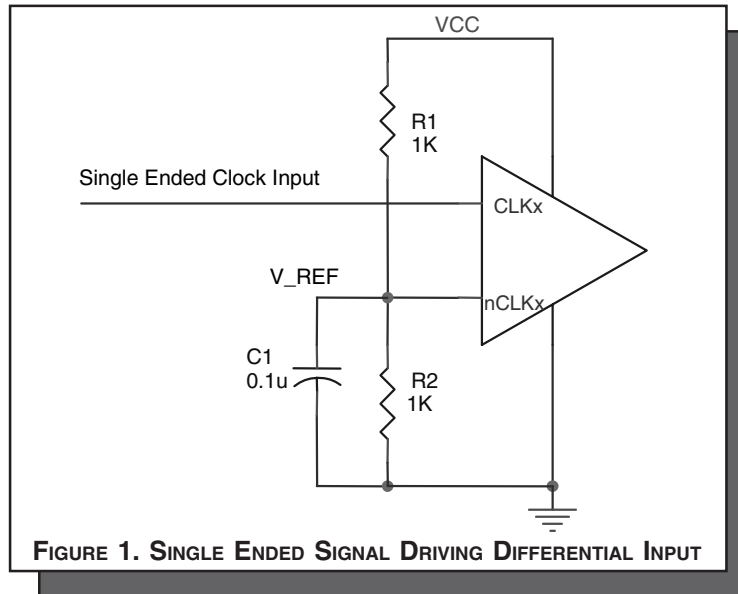 VCC
R1
1K
Single Ended Clock Input
CLKx
V_REF
nCLKx
C1
0.1u
R2
1K
FIGURE 1. SINGLE ENDED SIGNAL DRIVING DIFFERENTIAL INPUT